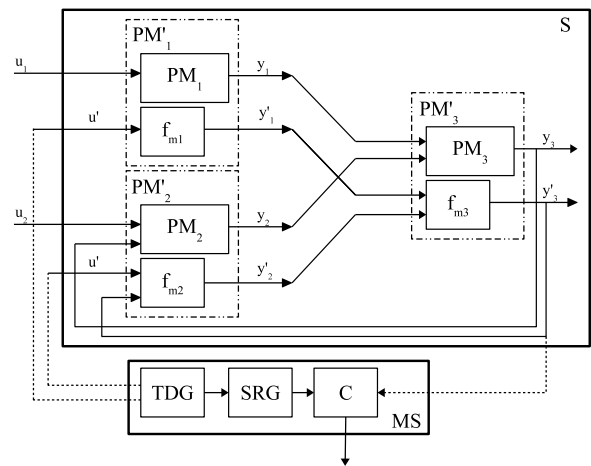 S
PM'₁
u₁
PM₁
y₁
u'
fₘ₁
y'₁
PM'₃
PM₃
y₃
fₘ₃
y'₃
PM'₂
u₂
PM₂
y₂
u'
fₘ₂
y'₂
TDG
SRG
C
MS